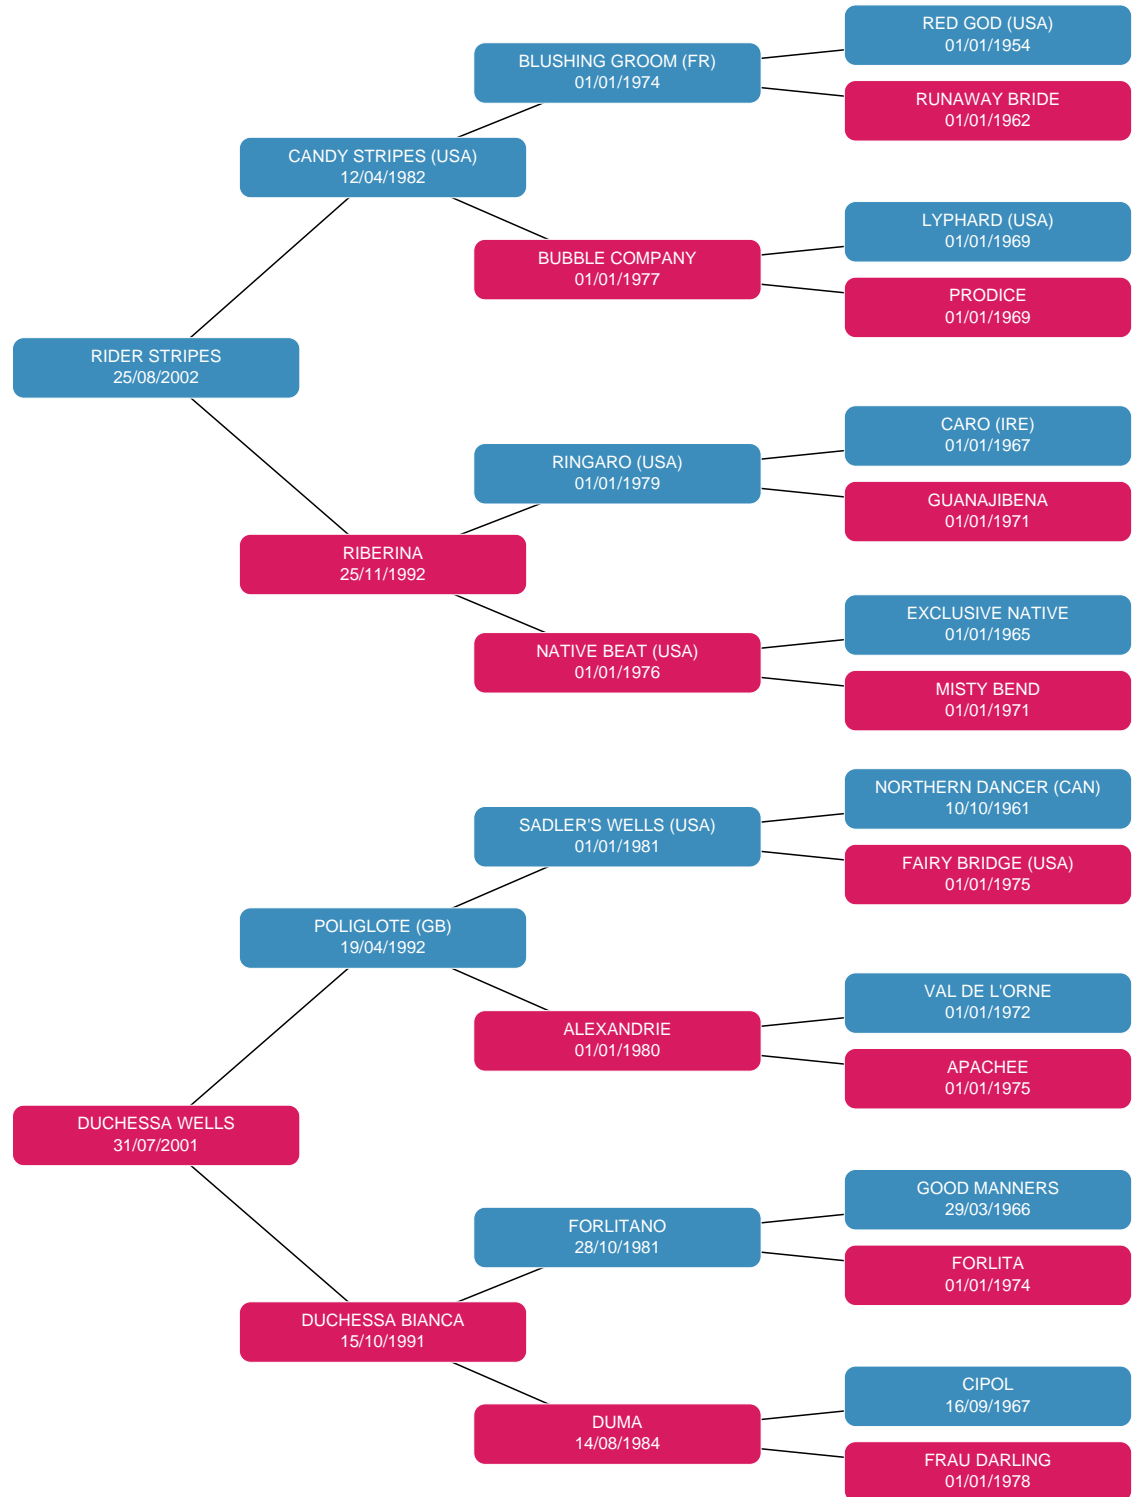 RED GOD (USA)
01/01/1954
BLUSHING GROOM (FR)
01/01/1974
RUNAWAY BRIDE
01/01/1962
CANDY STRIPES (USA)
12/04/1982
LYPHARD (USA)
01/01/1969
BUBBLE COMPANY
01/01/1977
PRODICE
01/01/1969
RIDER STRIPES
25/08/2002
CARO (IRE)
01/01/1967
RINGARO (USA)
01/01/1979
GUANAJIBENA
01/01/1971
RIBERINA
25/11/1992
EXCLUSIVE NATIVE
01/01/1965
NATIVE BEAT (USA)
01/01/1976
MISTY BEND
01/01/1971
NORTHERN DANCER (CAN)
10/10/1961
SADLER'S WELLS (USA)
01/01/1981
FAIRY BRIDGE (USA)
01/01/1975
POLIGLOTE (GB)
19/04/1992
VAL DE L'ORNE
01/01/1972
ALEXANDRIE
01/01/1980
APACHEE
01/01/1975
DUCHESSA WELLS
31/07/2001
GOOD MANNERS
29/03/1966
FORLITANO
28/10/1981
FORLITA
01/01/1974
DUCHESSA BIANCA
15/10/1991
CIPOL
16/09/1967
DUMA
14/08/1984
FRAU DARLING
01/01/1978